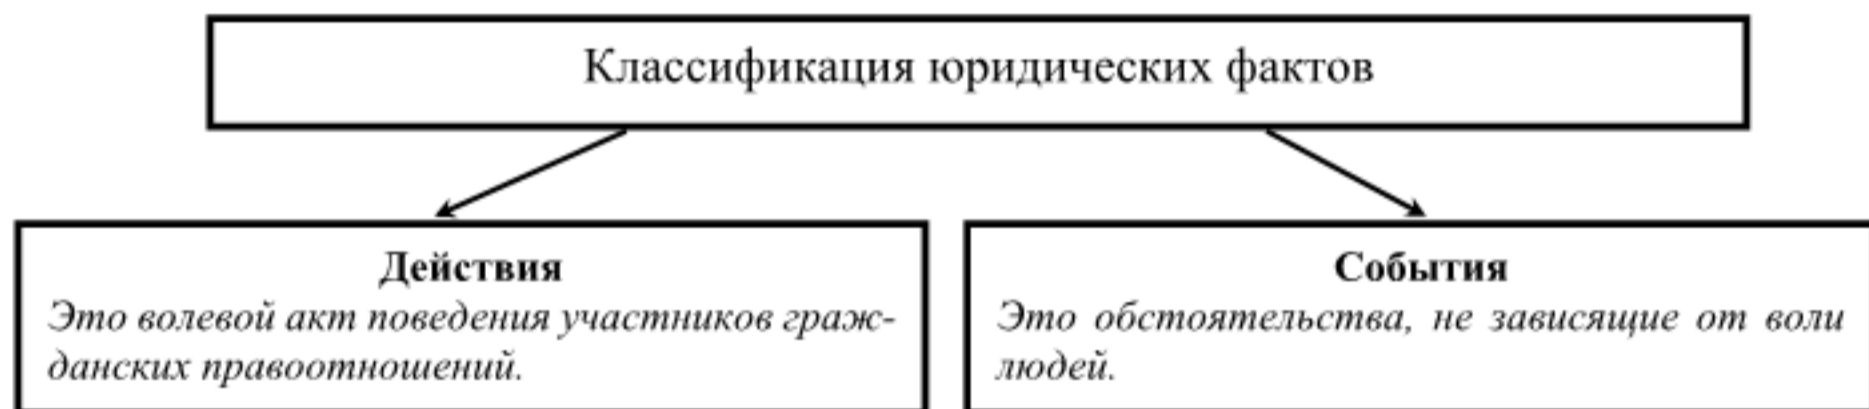 Классификация юридических фактов
Действия
Это волевой акт поведения участников граж-
данских правоотношений.
События
Это обстоятельства, не зависящие от воли
людей.